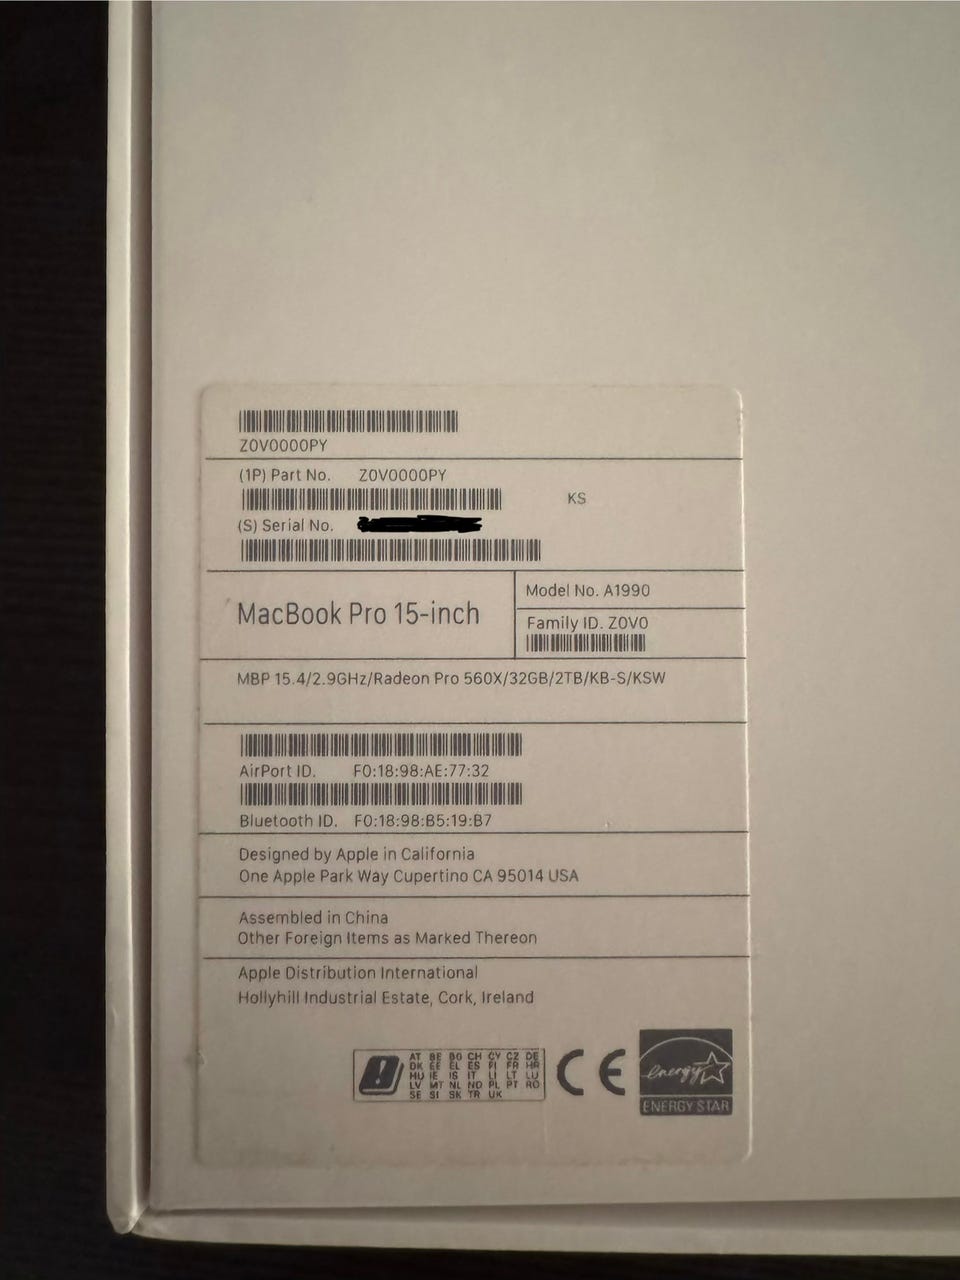 Z0V0000PY
(1P) Part No. Z0V0000PY
KS
(S) Serial No.
MacBook Pro 15-inch
Model No. A1990
Family ID. Z0V0
MBP 15.4/2.9GHz/Radeon Pro 560X/32GB/2TB/KB-S/KSW
AirPort ID. F0:18:98:AE:77:32
Bluetooth ID. F0:18:98:B5:19:B7
Designed by Apple in California
One Apple Park Way Cupertino CA 95014 USA
Assembled in China
Other Foreign Items as Marked Thereon
Apple Distribution International
Hollyhill Industrial Estate, Cork, Ireland
AT BE BG CH CY CZ DE
DK EE EL ES FI FR HR
HU IE IS IT LI LT LU
LV MT NL NO PL PT RO
SE SI SK TR UK
CE
energy
ENERGY STAR